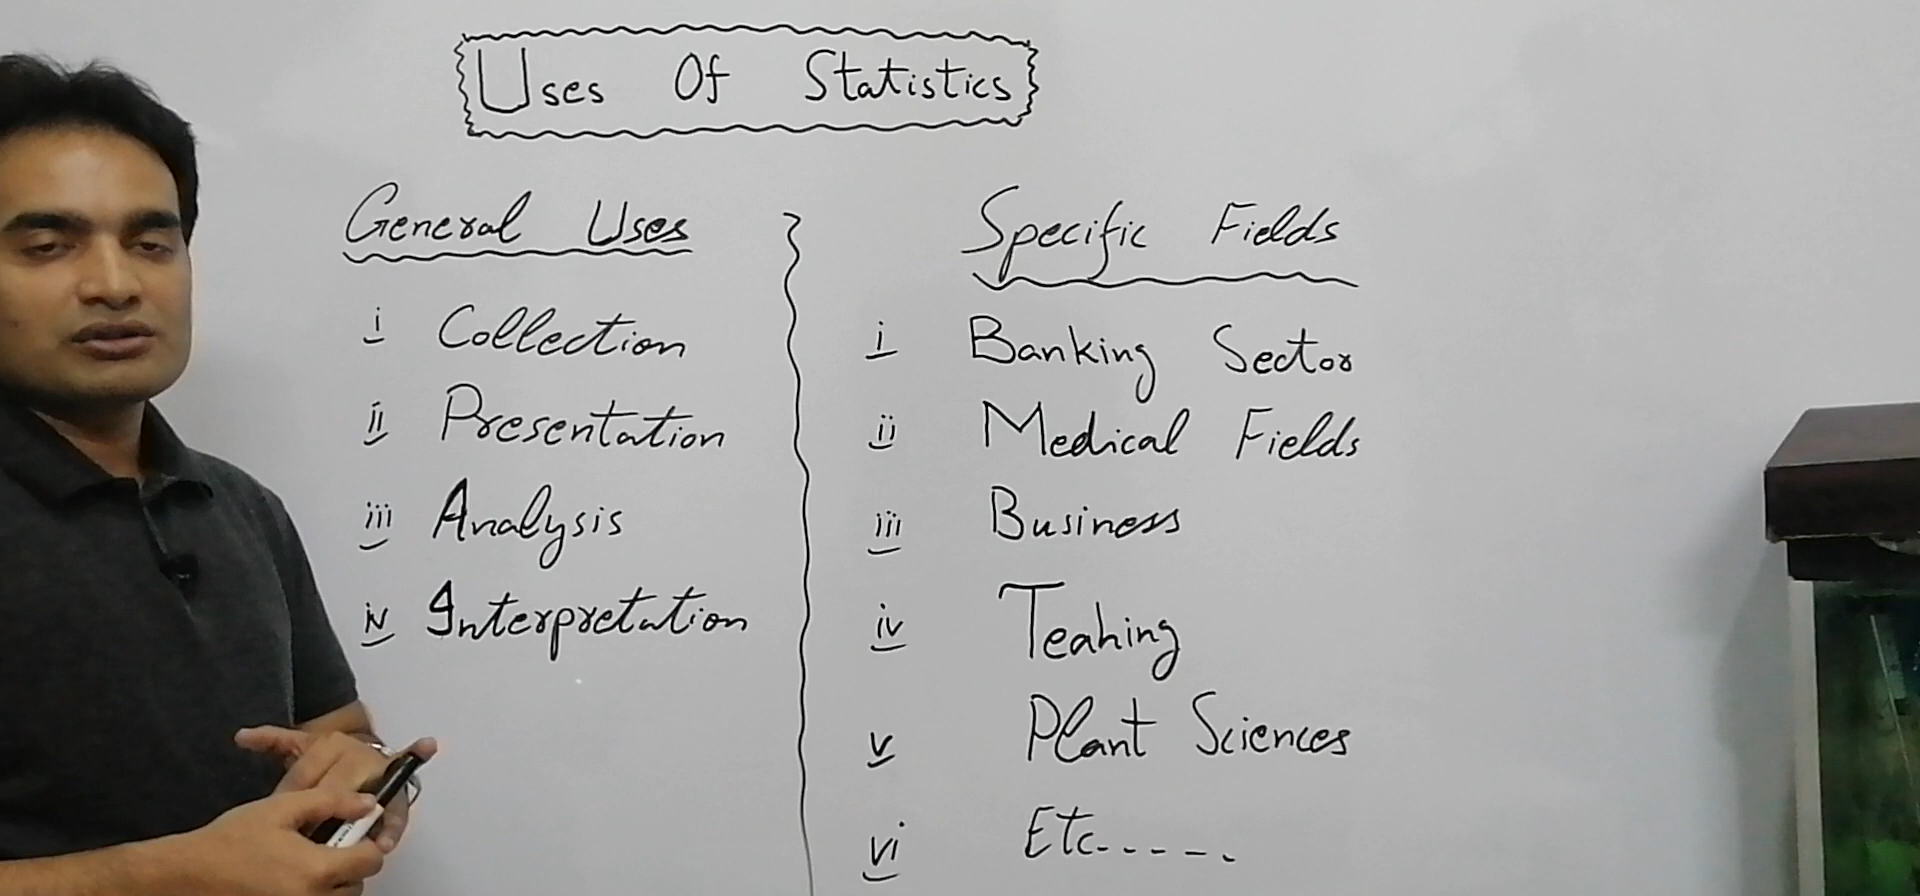 Uses Of Statistics
General Uses
i Collection
ii Presentation
iii Analysis
iv Interpretation
Specific Fields
i Banking Sector
ii Medical Fields
iii Business
iv Teahing
v Plant Sciences
vi Etc.----.